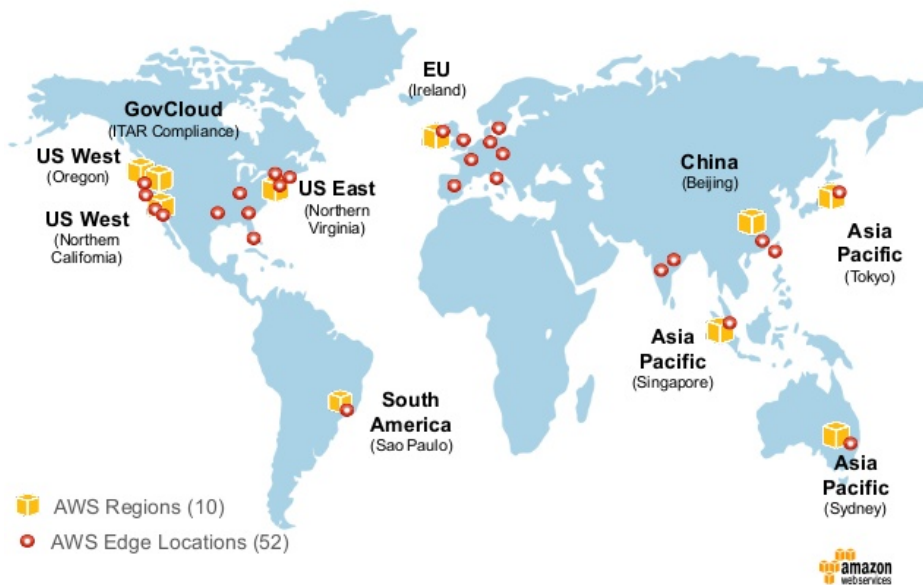 EU
(Ireland)
GovCloud
(ITAR Compliance)
US West
(Oregon)
US East
(Northern
Virginia)
US West
(Northern
California)
China
(Beijing)
Asia
Pacific
(Tokyo)
Asia
Pacific
(Singapore)
South
America
(Sao Paulo)
Asia
Pacific
(Sydney)
AWS Regions (10)
AWS Edge Locations (52)
amazon
webservices